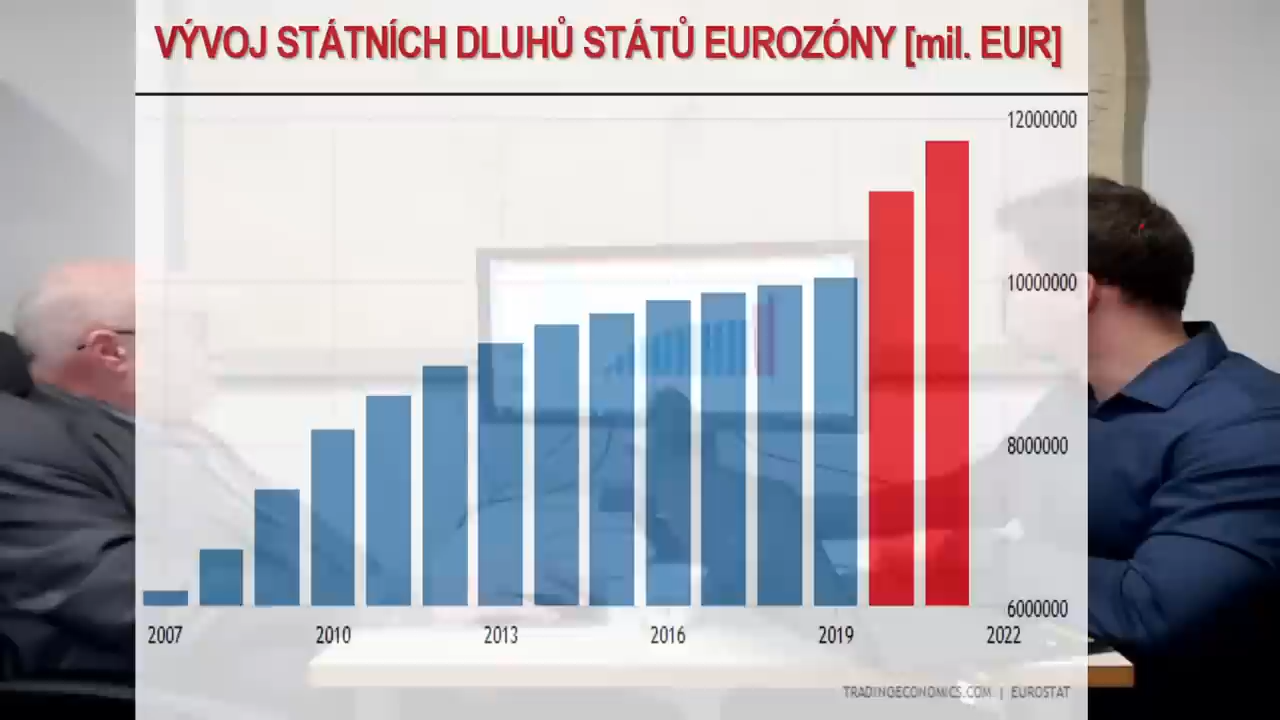 VÝVOJ STÁTNÍCH DLUHŮ STÁTŮ EUROZÓNY [mil. EUR]
12000000
10000000
8000000
6000000
2007 2010 2013 2016 2019 2022
TRADINGECONOMICS.COM | EUROSTAT